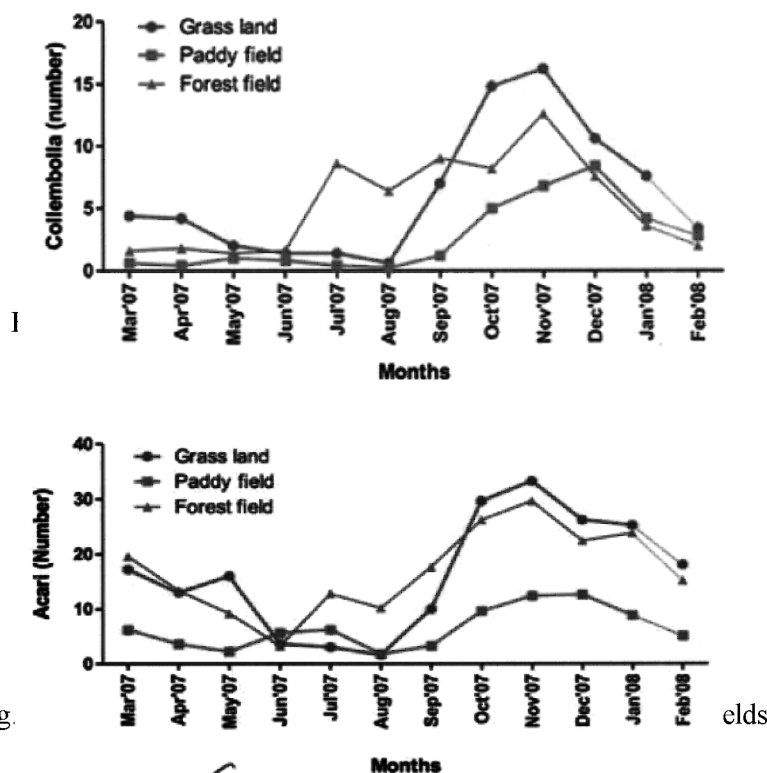 20
15
10
5
0
Collembolla (number)
Grass land
Paddy field
Forest field
Mar'07
Apr'07
May'07
Jun'07
Jul'07
Aug'07
Sep'07
Oct'07
Nov'07
Dec'07
Jan'08
Feb'08
Months
40
30
20
10
0
Acari (Number)
Grass land
Paddy field
Forest field
Mar'07
Apr'07
May'07
Jun'07
Jul'07
Aug'07
Sep'07
Oct'07
Nov'07
Dec'07
Jan'08
Feb'08
g. elds
Months